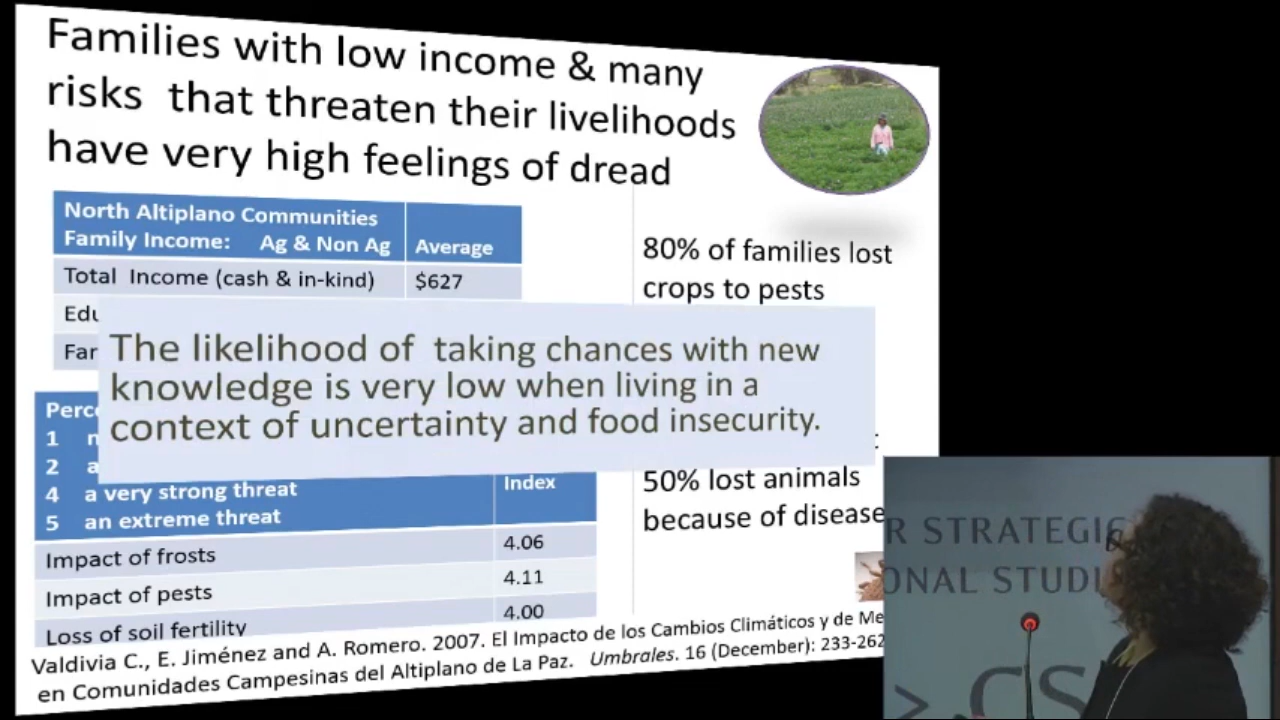 Families with low income & many
risks that threaten their livelihoods
have very high feelings of dread
North Altiplano Communities
Family Income: Ag & Non Ag
Average
Total Income (cash & in-kind)
$627
80% of families lost
crops to pests
The likelihood of taking chances with new
knowledge is very low when living in a
context of uncertainty and food insecurity.
1
2
4 a very strong threat
5 an extreme threat
Index
Impact of frosts
4.06
Impact of pests
4.11
Loss of soil fertility
4.00
50% lost animals
because of disease
Valdivia C., E. Jiménez and A. Romero. 2007. El Impacto de los Cambios Climáticos y de
en Comunidades Campesinas del Altiplano de La Paz. Umbrales. 16 (December): 233-262
R STRATEGIC
ONAL STUDI
CS